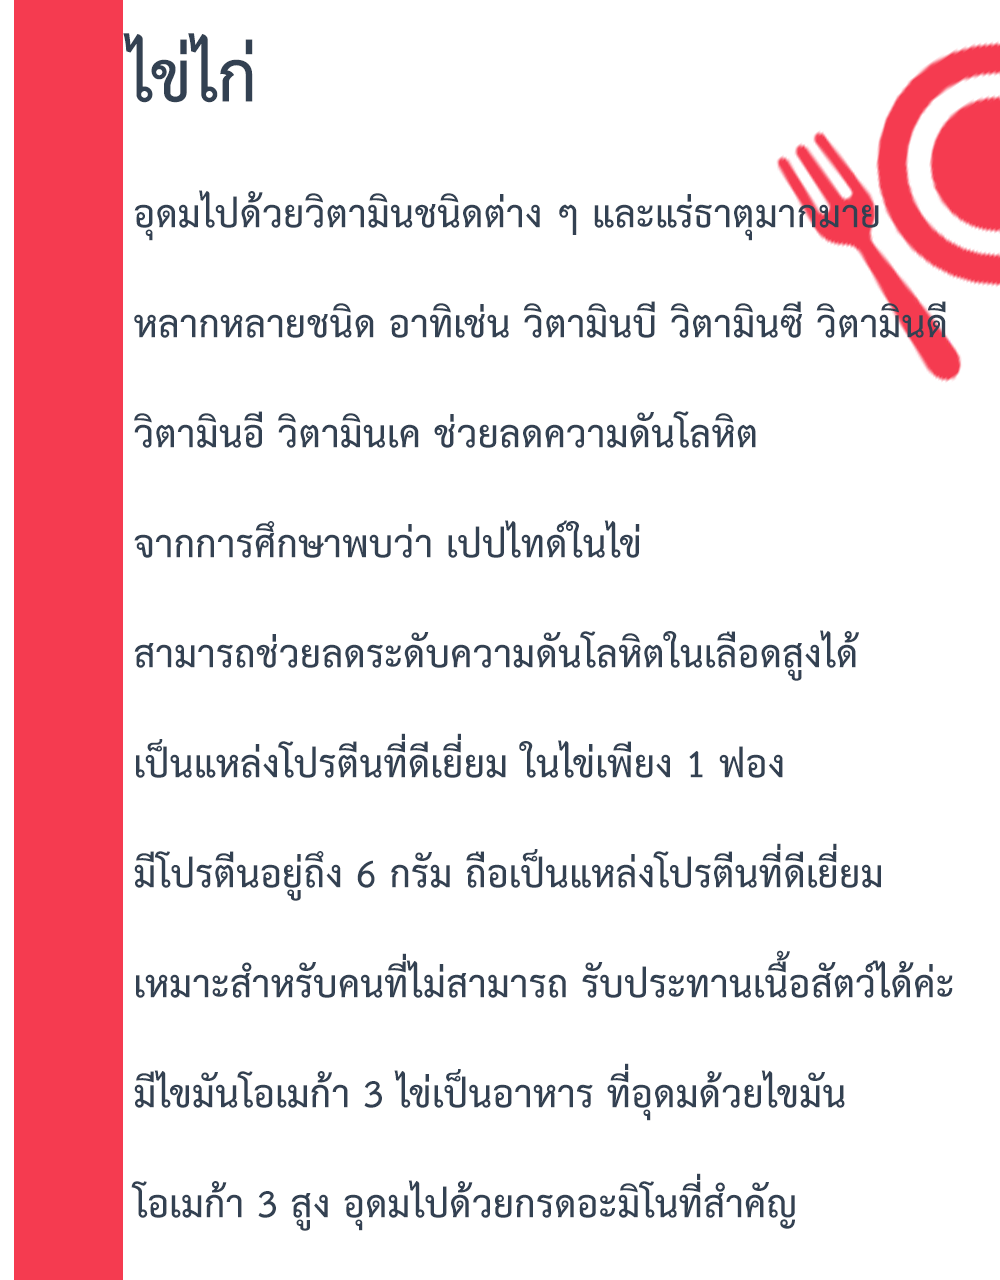 ไข่ไก่
อุดมไปด้วยวิตามินชนิดต่าง ๆ และแร่ธาตุมากมาย
หลากหลายชนิด อาทิเช่น วิตามินบี วิตามินซี วิตามินดี
วิตามินอี วิตามินเค ช่วยลดความดันโลหิต
จากการศึกษาพบว่า เปปไทด์ในไข่
สามารถช่วยลดระดับความดันโลหิตในเลือดสูงได้
เป็นแหล่งโปรตีนที่ดีเยี่ยม ในไข่เพียง 1 ฟอง
มีโปรตีนอยู่ถึง 6 กรัม ถือเป็นแหล่งโปรตีนที่ดีเยี่ยม
เหมาะสำหรับคนที่ไม่สามารถ รับประทานเนื้อสัตว์ได้ค่ะ
มีไขมันโอเมก้า 3 ไข่เป็นอาหาร ที่อุดมด้วยไขมัน
โอเมก้า 3 สูง อุดมไปด้วยกรดอะมิโนที่สำคัญ